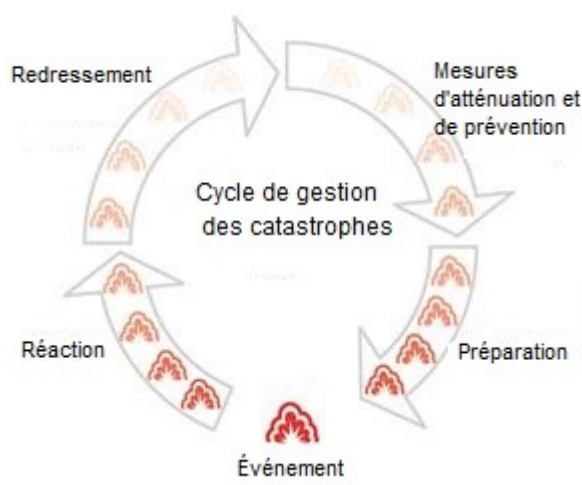 Redressement
Mesures
d'atténuation et
de prévention
Cycle de gestion
des catastrophes
Réaction
Préparation
Événement